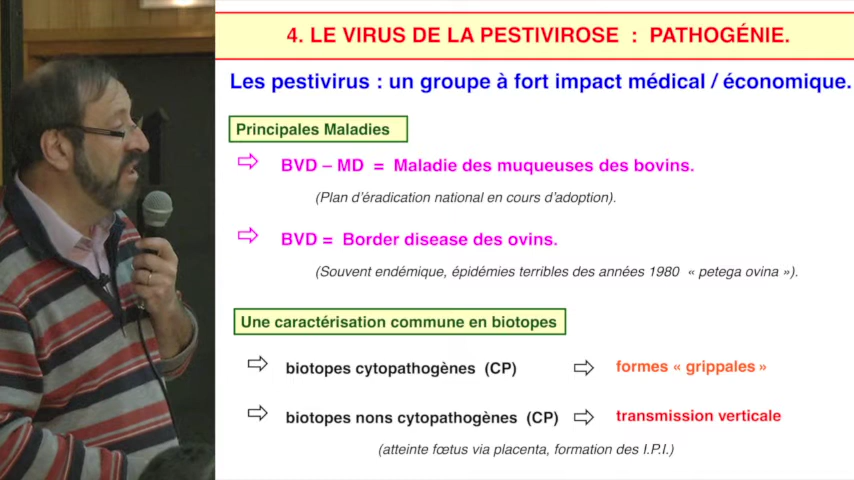 4. LE VIRUS DE LA PESTIVIROSE : PATHOGÉNIE.
Les pestivirus : un groupe à fort impact médical / économique.
Principales Maladies
⇨ BVD – MD = Maladie des muqueuses des bovins.
(Plan d'éradication national en cours d'adoption).
⇨ BVD = Border disease des ovins.
(Souvent endémique, épidémies terribles des années 1980 « petega ovina »).
Une caractérisation commune en biotopes
⇨ biotopes cytopathogènes (CP) ⇨ formes « grippales »
⇨ biotopes nons cytopathogènes (CP) ⇨ transmission verticale
(atteinte fœtus via placenta, formation des I.P.I.)